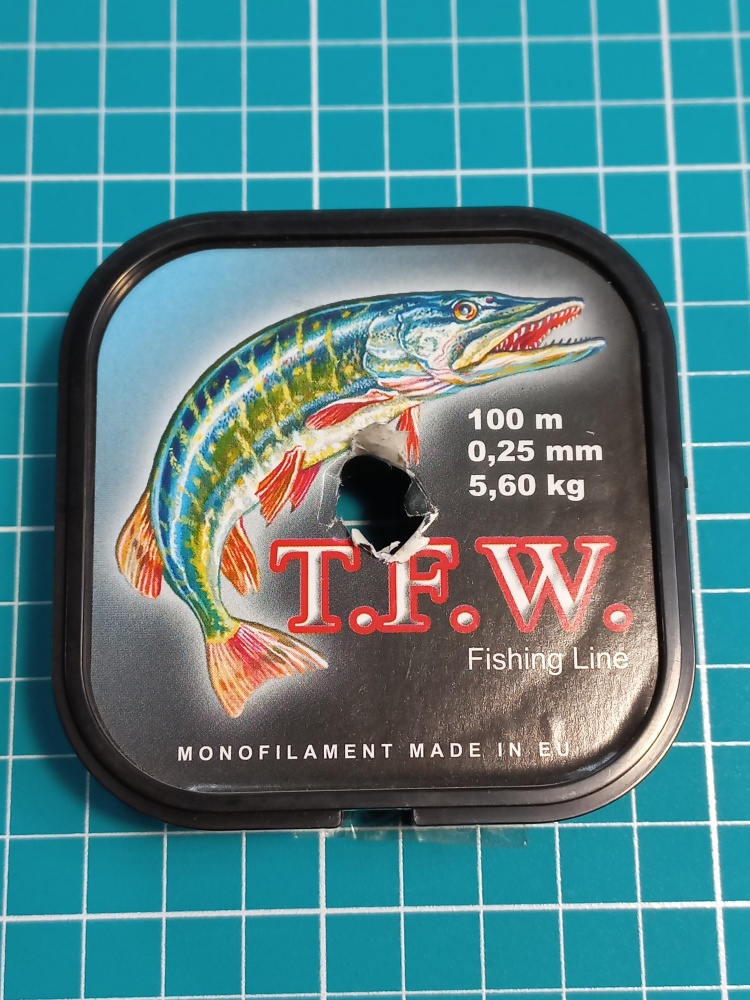 100 m
0,25 mm
5,60 kg
T.F.W.
Fishing Line
MONOFILAMENT MADE IN EU